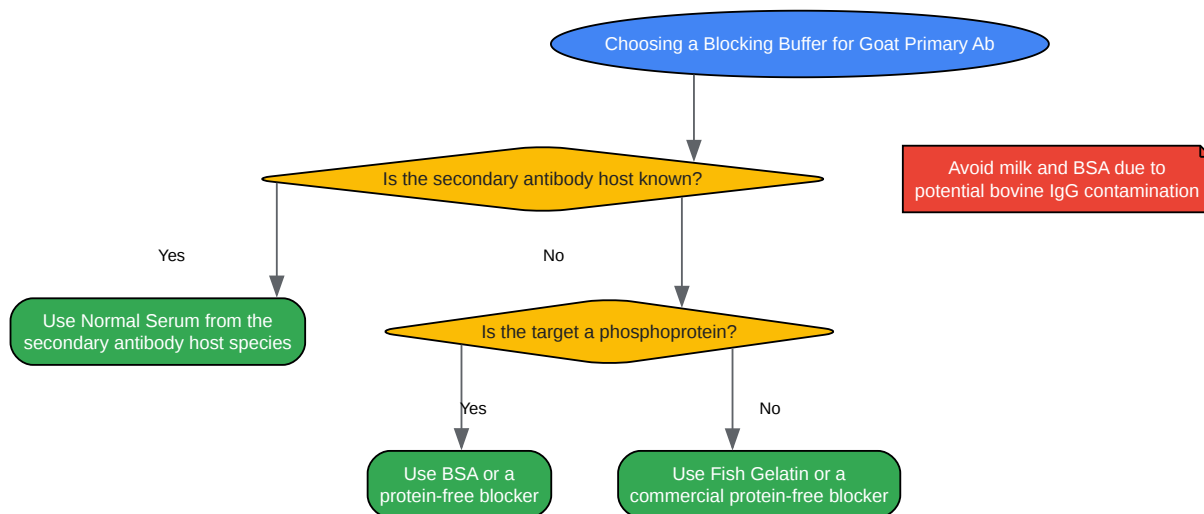 Choosing a Blocking Buffer for Goat Primary Ab
Is the secondary antibody host known?
Avoid milk and BSA due to
potential bovine IgG contamination
Yes
No
Use Normal Serum from the
secondary antibody host species
Is the target a phosphoprotein?
Yes
No
Use BSA or a
protein-free blocker
Use Fish Gelatin or a
commercial protein-free blocker